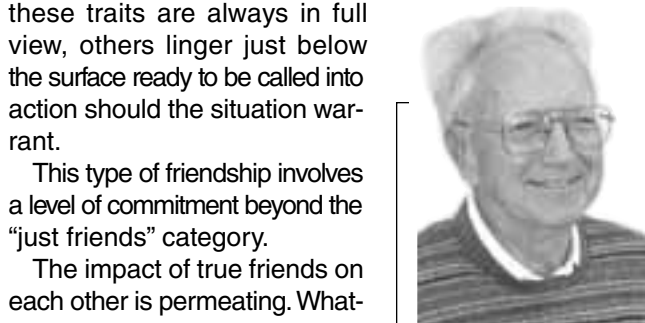 these traits are always in full
view, others linger just below
the surface ready to be called into
action should the situation war-
rant.
This type of friendship involves
a level of commitment beyond the
“just friends” category.
The impact of true friends on
each other is permeating. What-